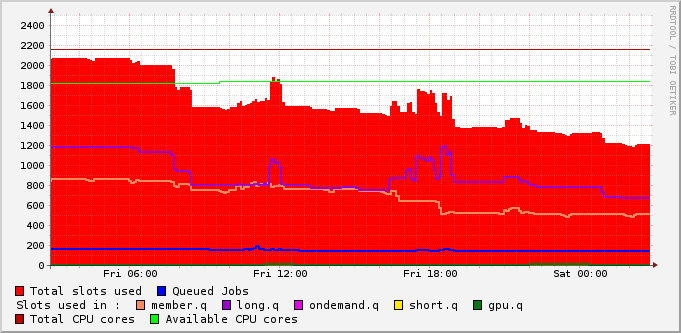 2400
2200
2000
1800
1600
1400
1200
1000
800
600
400
200
0
Fri 06:00 Fri 12:00 Fri 18:00 Sat 00:00
RRDTOOL / TOBI OETIKER
Total slots used Queued Jobs
Slots used in : member.q long.q ondemand.q short.q gpu.q
Total CPU cores Available CPU cores